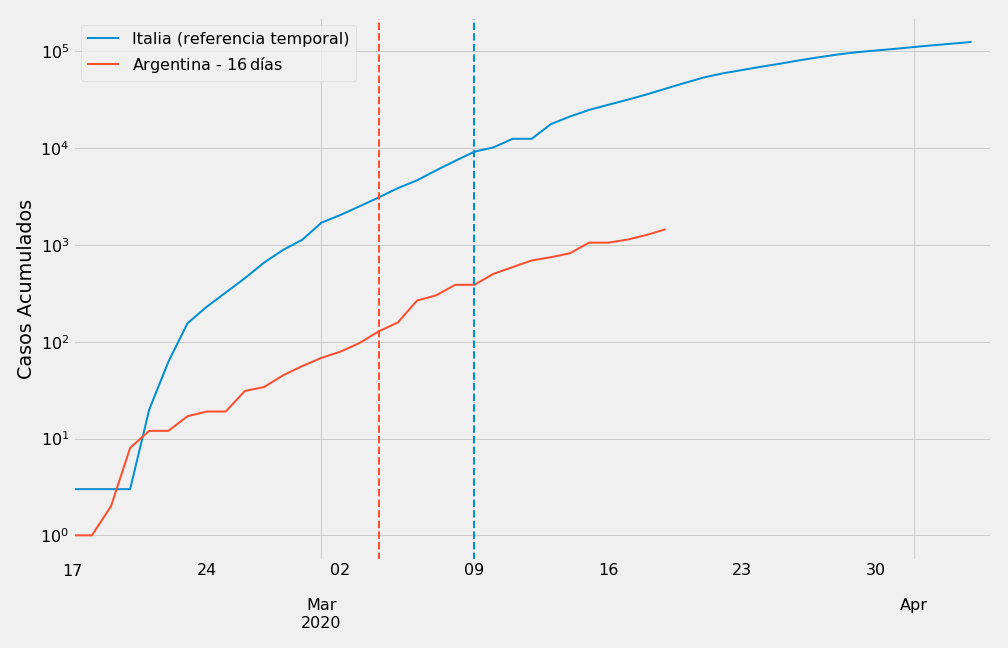 Italia (referencia temporal)
Argentina - 16 días
Casos Acumulados
10⁵
10⁴
10³
10²
10¹
10⁰
17 24 02 09 16 23 30
Mar Apr
2020